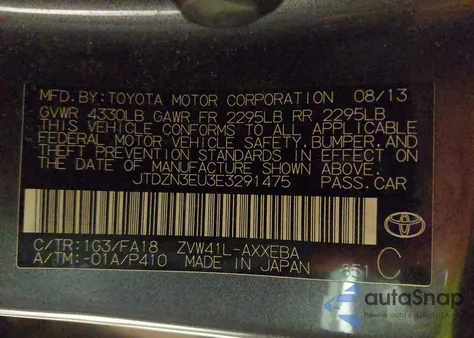 MFD.BY:TOYOTA MOTOR CORPORATION 08/13
GVWR 4330LB GAWR FR 2295LB RR 2295LB
THIS VEHICLE CONFORMS TO ALL APPLICABLE
FEDERAL MOTOR VEHICLE SAFETY,BUMPER,AND
THEFT PREVENTION STANDARDS IN EFFECT ON
THE DATE OF MANUFACTURE SHOWN ABOVE.
JTDZN3EU3E3291475 PASS.CAR
C/TR:1G3/FA18 ZVW41L-AXXEBA
A/TM:-01A/P410 MADE IN JAPAN 351 C
TOYOTA
autoSnap